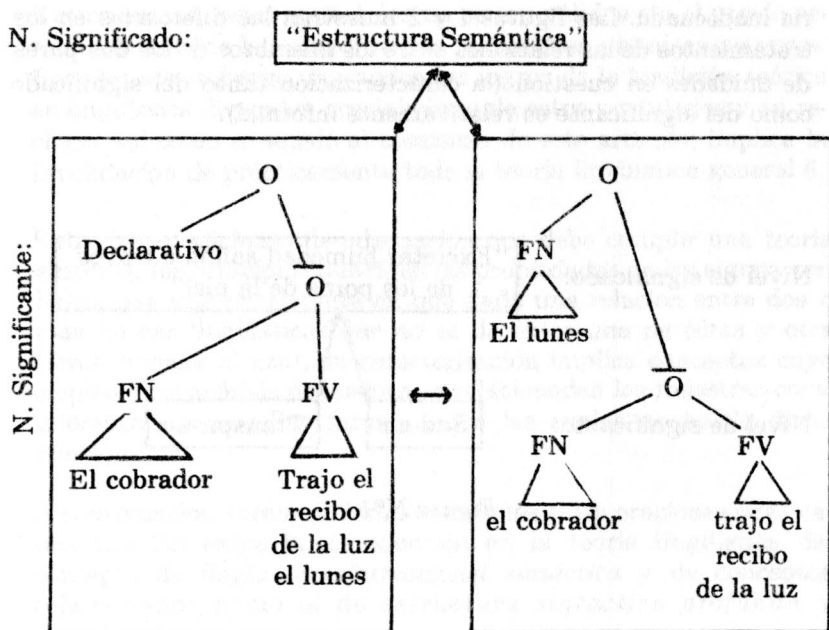 N. Significado:
“Estructura Semántica”
N. Significante:
O
Declarativo
O
FN
FV
El cobrador
Trajo el
recibo
de la luz
el lunes
O
FN
El lunes
O
FN
FV
el cobrador
trajo el
recibo
de la luz